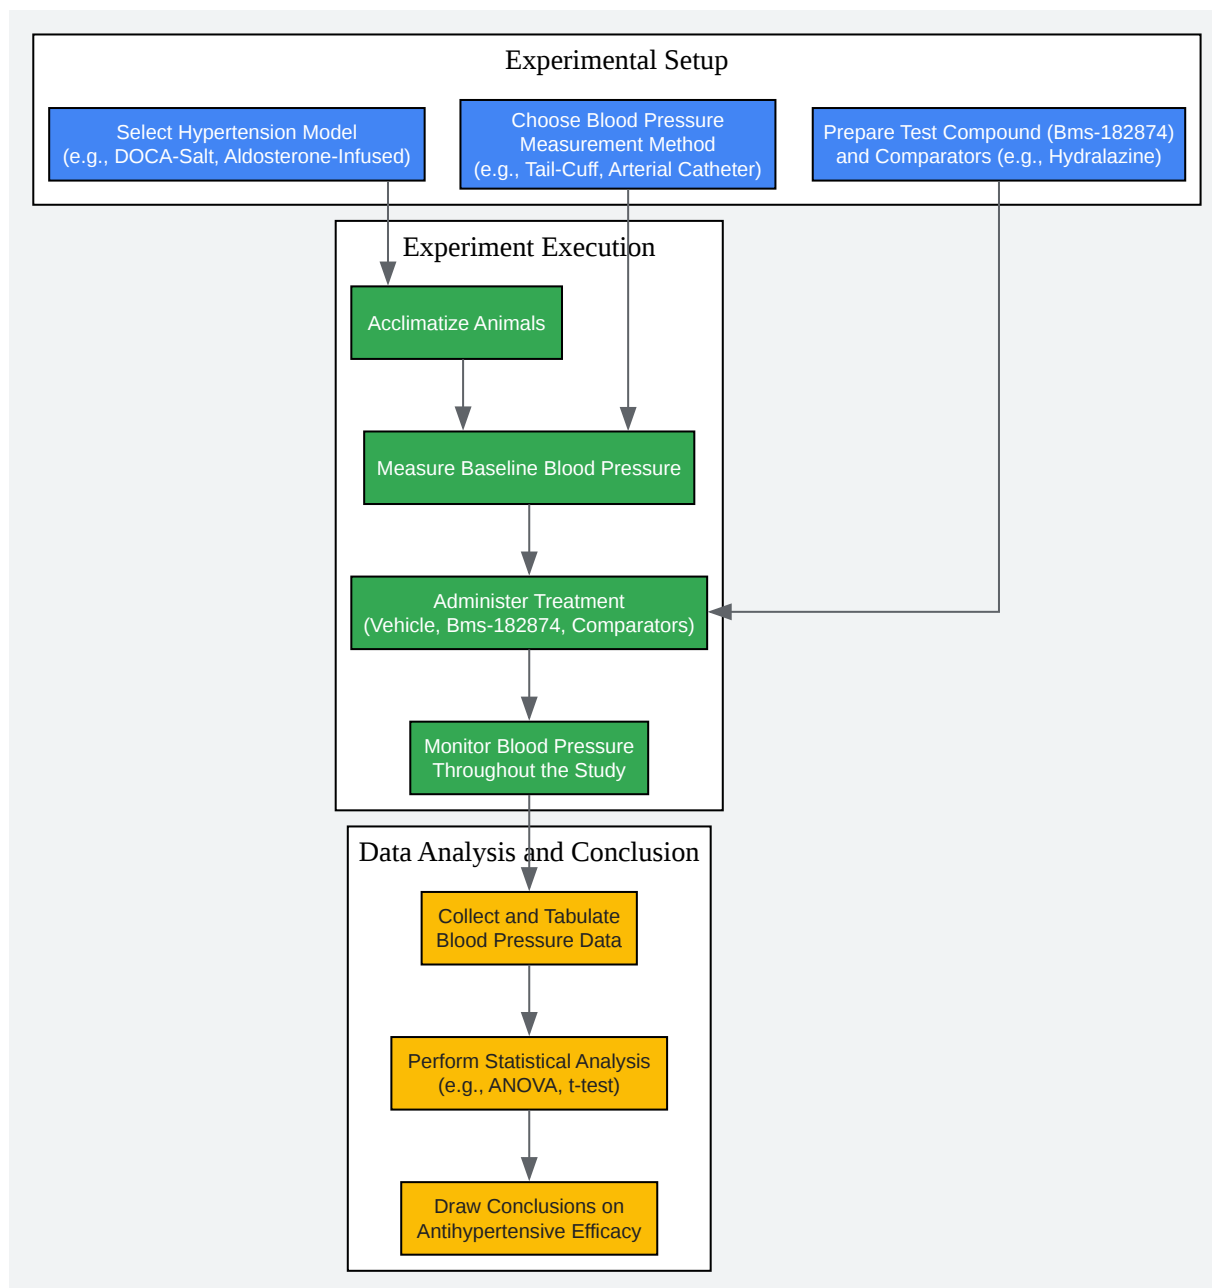 Experimental Setup
Select Hypertension Model
(e.g., DOCA-Salt, Aldosterone-Infused)
Choose Blood Pressure
Measurement Method
(e.g., Tail-Cuff, Arterial Catheter)
Prepare Test Compound (Bms-182874)
and Comparators (e.g., Hydralazine)
Experiment Execution
Acclimatize Animals
Measure Baseline Blood Pressure
Administer Treatment
(Vehicle, Bms-182874, Comparators)
Monitor Blood Pressure
Throughout the Study
Data Analysis and Conclusion
Collect and Tabulate
Blood Pressure Data
Perform Statistical Analysis
(e.g., ANOVA, t-test)
Draw Conclusions on
Antihypertensive Efficacy